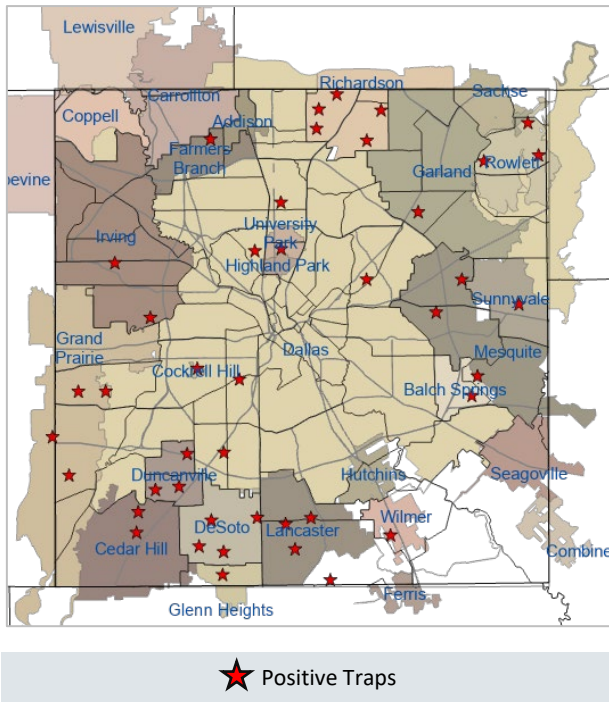 Lewisville
Richardson
Sachse
Carrollton
Coppell
Addison
Farmers
Branch
Garland
Rowlett
evine
University
Park
Irving
Highland Park
Sunnyvale
Grand
Prairie
Dallas
Mesquite
Cockrell Hill
Balch Springs
Duncanville
Hutchins
Seagoville
Wilmer
DeSoto
Lancaster
Cedar Hill
Combine
Ferris
Glenn Heights
Positive Traps